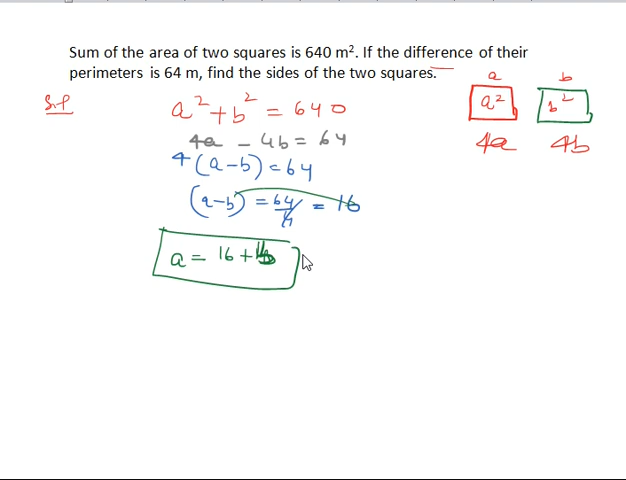 Sum of the area of two squares is 640 m². If the difference of their
perimeters is 64 m, find the sides of the two squares.
a b
Sol
a² + b² = 640
a² b²
4a - 4b = 64
4a 4b
4(a-b) = 64
(a-b) = 64/4 = 16
a = 16 + b